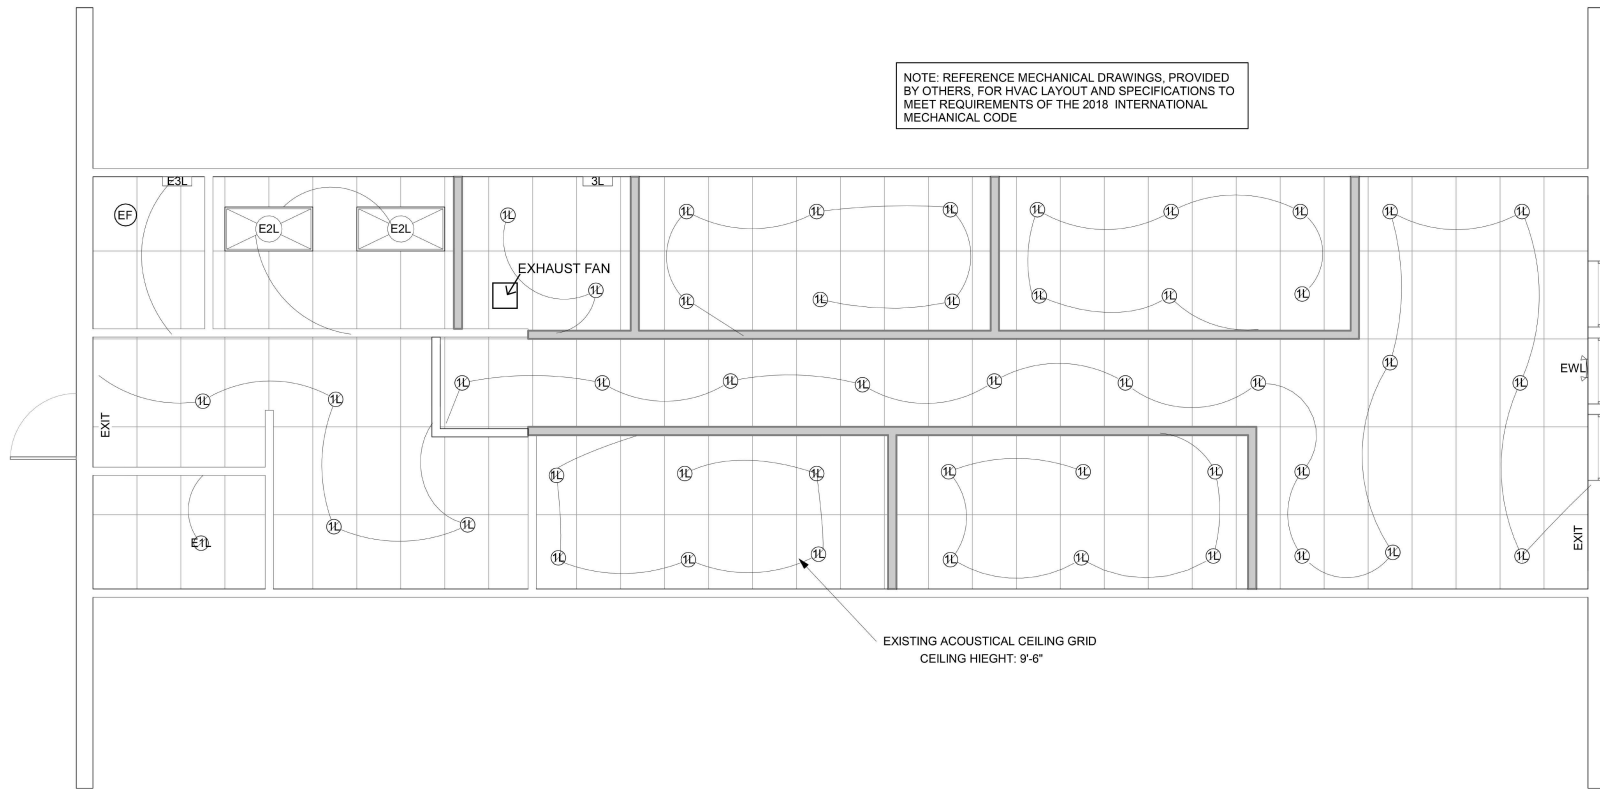 NOTE: REFERENCE MECHANICAL DRAWINGS, PROVIDED
BY OTHERS, FOR HVAC LAYOUT AND SPECIFICATIONS TO
MEET REQUIREMENTS OF THE 2018 INTERNATIONAL
MECHANICAL CODE
E3L
3L
EF
E2L
E2L
1L
1L
1L
1L
1L
1L
1L
1L
1L
EXHAUST FAN
1L
1L
1L
1L
1L
1L
1L
1L
EWL
1L
1L
1L
1L
1L
1L
1L
1L
1L
1L
EXIT
1L
1L
1L
1L
1L
1L
1L
1L
1L
E1L
EXIT
1L
1L
1L
1L
1L
1L
1L
1L
1L
EXISTING ACOUSTICAL CEILING GRID
CEILING HIEGHT: 9'-6"